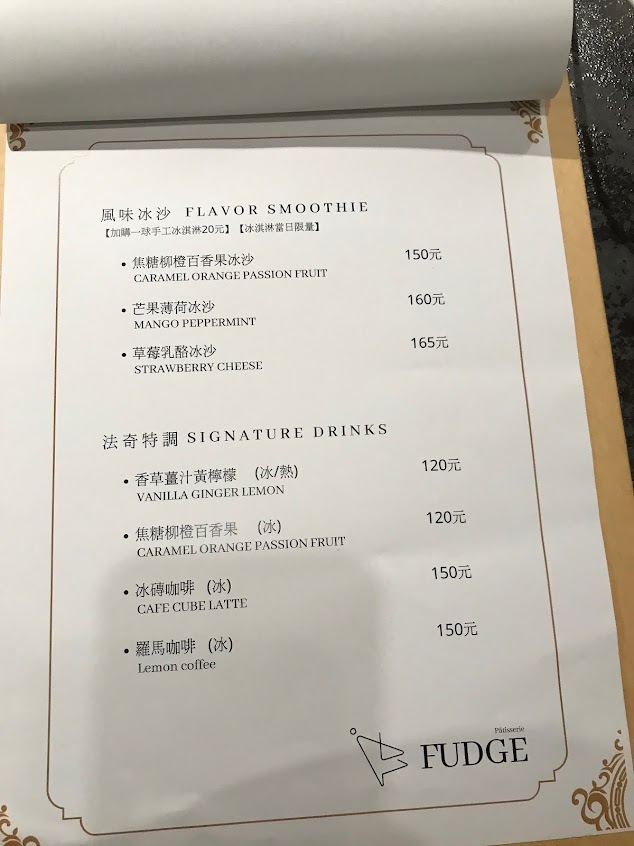 風味冰沙 FLAVOR SMOOTHIE
【加購一球手工冰淇淋20元】【冰淇淋當日限量】
• 焦糖柳橙百香果冰沙 150元
CARAMEL ORANGE PASSION FRUIT
• 芒果薄荷冰沙 160元
MANGO PEPPERMINT
• 草莓乳酪冰沙 165元
STRAWBERRY CHEESE
法奇特調 SIGNATURE DRINKS
• 香草薑汁黃檸檬 (冰/熱) 120元
VANILLA GINGER LEMON
• 焦糖柳橙百香果 (冰) 120元
CARAMEL ORANGE PASSION FRUIT
• 冰磚咖啡 (冰) 150元
CAFE CUBE LATTE
• 羅馬咖啡 (冰) 150元
Lemon coffee
Pâtisserie
FUDGE